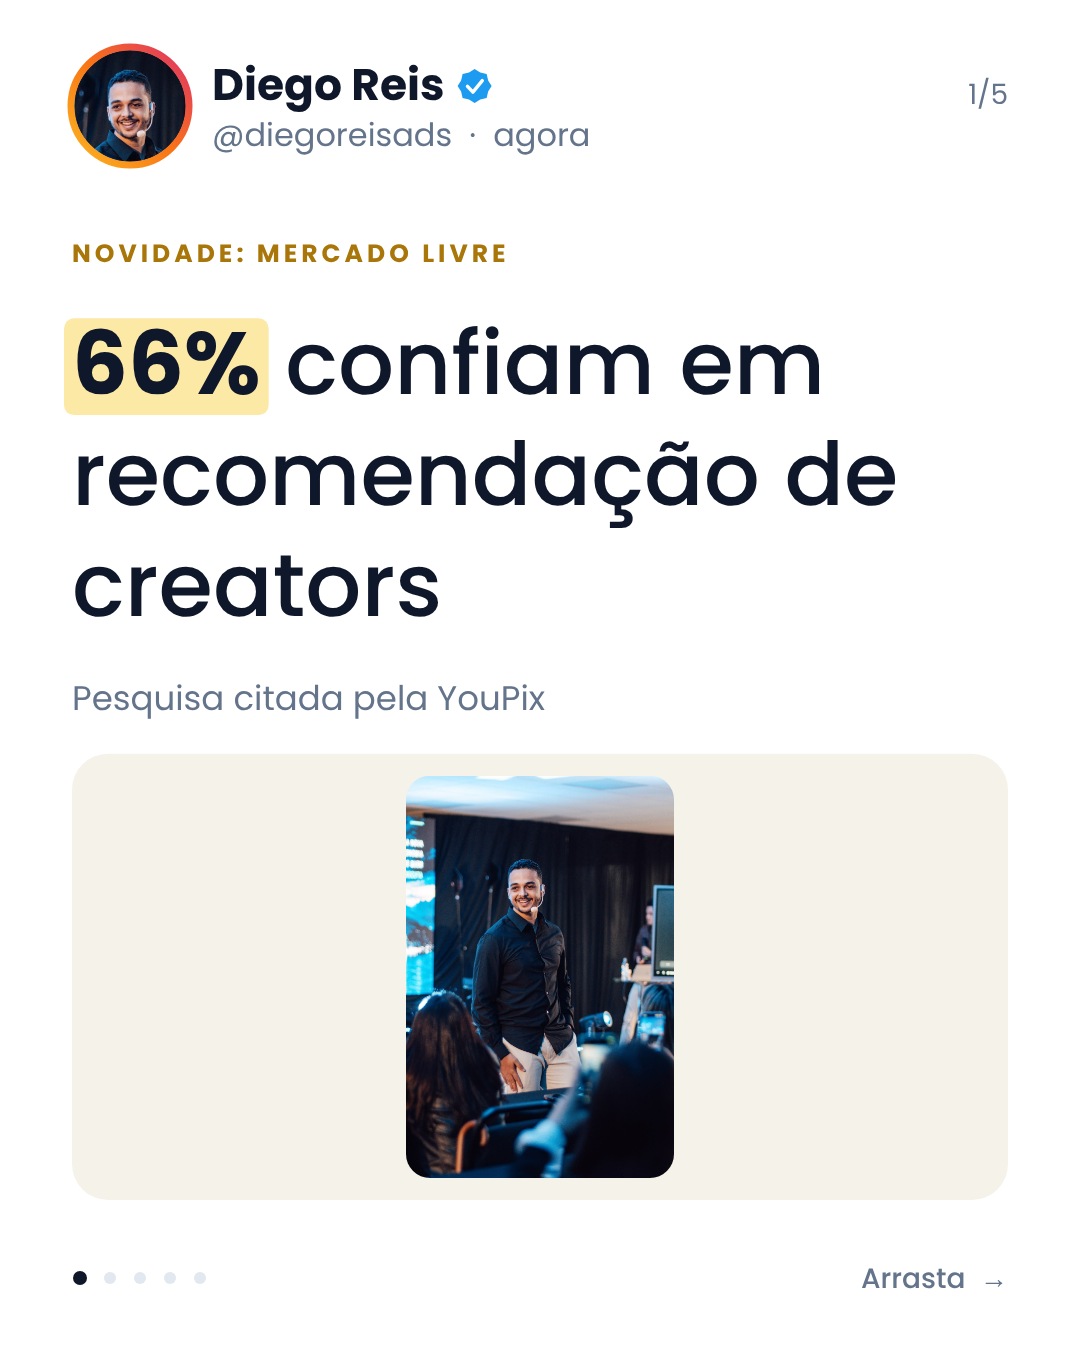 Diego Reis
1/5
@diegoreisads · agora
NOVIDADE: MERCADO LIVRE
66% confiam em
recomendação de
creators
Pesquisa citada pela YouPix
Arrasta →